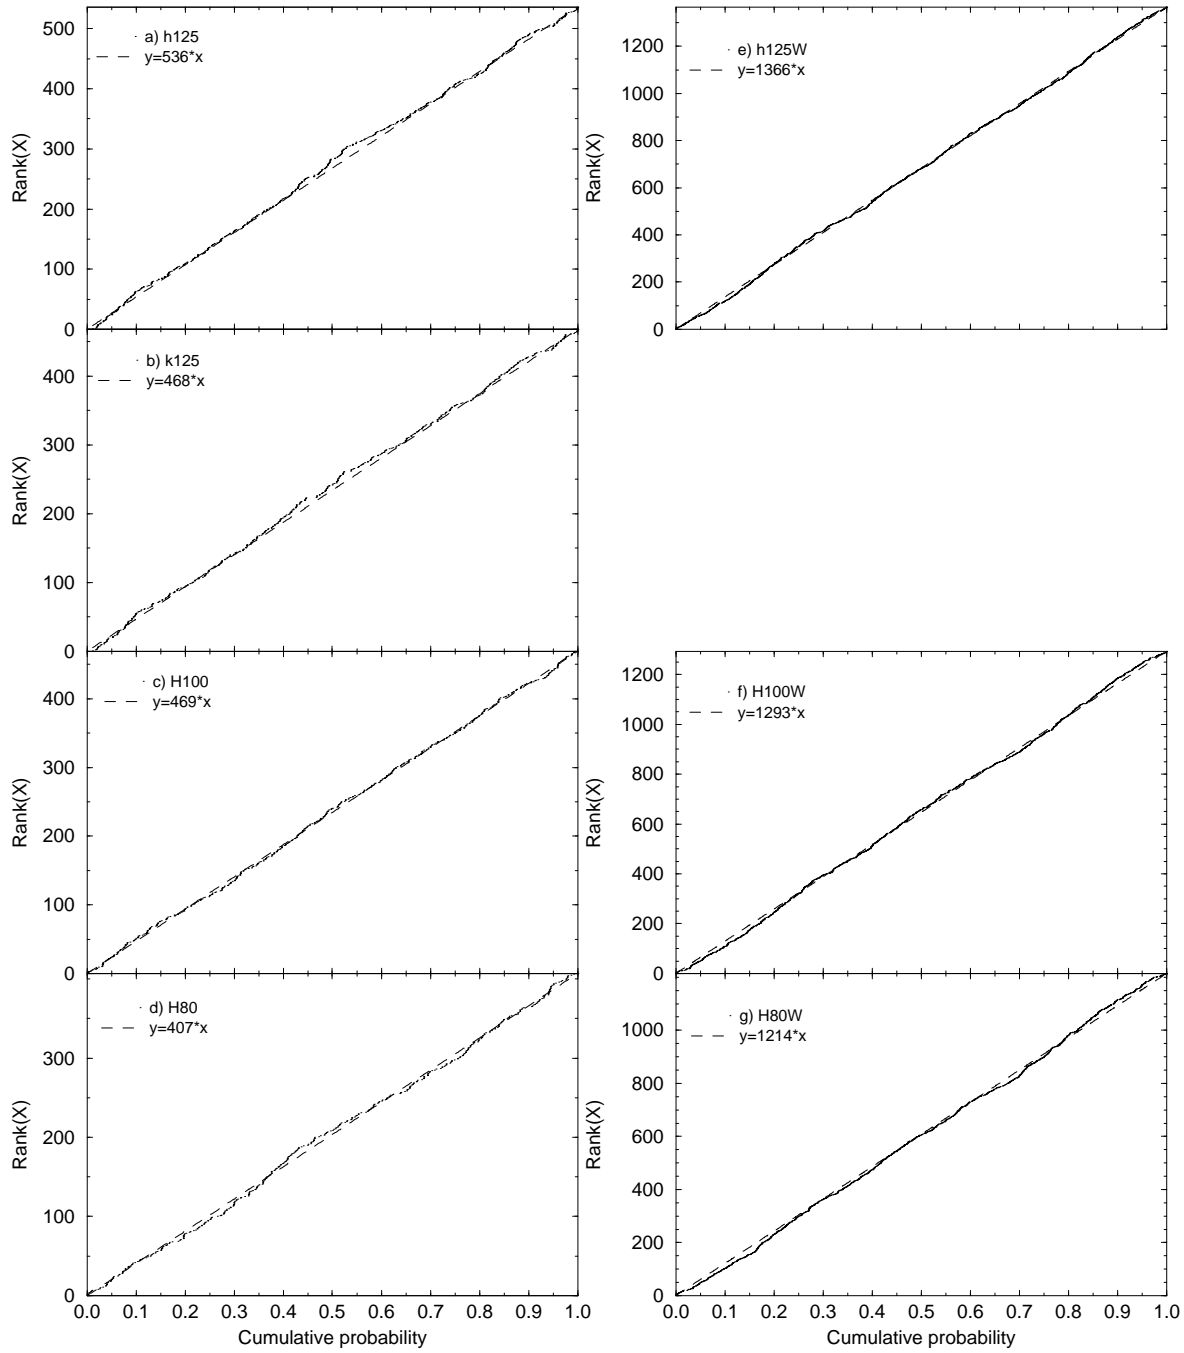 a) h125
y=536*x
500
400
300
200
100
0
Rank(X)
b) k125
y=468*x
400
300
200
100
0
Rank(X)
c) H100
y=469*x
400
300
200
100
0
Rank(X)
d) H80
y=407*x
300
200
100
0
Rank(X)
0.0 0.1 0.2 0.3 0.4 0.5 0.6 0.7 0.8 0.9 1.0
Cumulative probability
e) h125W
y=1366*x
1200
1000
800
600
400
200
0
Rank(X)
f) H100W
y=1293*x
1200
1000
800
600
400
200
0
Rank(X)
g) H80W
y=1214*x
1000
800
600
400
200
0
Rank(X)
0.0 0.1 0.2 0.3 0.4 0.5 0.6 0.7 0.8 0.9 1.0
Cumulative probability